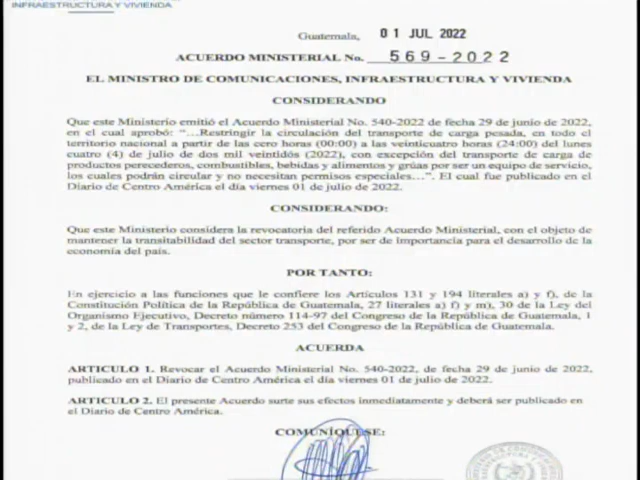 INFRAESTRUCTURA Y VIVIENDA
Guatemala, 01 JUL 2022
ACUERDO MINISTERIAL No. 569-2022
EL MINISTRO DE COMUNICACIONES, INFRAESTRUCTURA Y VIVIENDA
CONSIDERANDO
Que este Ministerio emitió el Acuerdo Ministerial No. 540-2022 de fecha 29 de junio de 2022,
en el cual aprobó: “...Restringir la circulación del transporte de carga pesada, en todo el
territorio nacional a partir de las cero horas (00:00) a las veinticuatro horas (24:00) del lunes
cuatro (4) de julio de dos mil veintidós (2022), con excepción del transporte de carga de
productos perecederos, combustibles, bebidas y alimentos y grúas por ser un equipo de servicio,
los cuales podrán circular y no necesitan permisos especiales...”. El cual fue publicado en el
Diario de Centro América el día viernes 01 de julio de 2022.
CONSIDERANDO:
Que este Ministerio considera la revocatoria del referido Acuerdo Ministerial, con el objeto de
mantener la transitabilidad del sector transporte, por ser de importancia para el desarrollo de la
economía del país.
POR TANTO:
En ejercicio a las funciones que le confiere los Artículos 131 y 194 literales a) y f), de la
Constitución Política de la República de Guatemala, 27 literales a) f) y m), 30 de la Ley del
Organismo Ejecutivo, Decreto número 114-97 del Congreso de la República de Guatemala, 1
y 2, de la Ley de Transportes, Decreto 253 del Congreso de la República de Guatemala.
ACUERDA
ARTICULO 1. Revocar el Acuerdo Ministerial No. 540-2022, de fecha 29 de junio de 2022,
publicado en el Diario de Centro América el día viernes 01 de julio de 2022.
ARTICULO 2. El presente Acuerdo surte sus efectos inmediatamente y deberá ser publicado en
el Diario de Centro América.
COMUNÍQUESE: